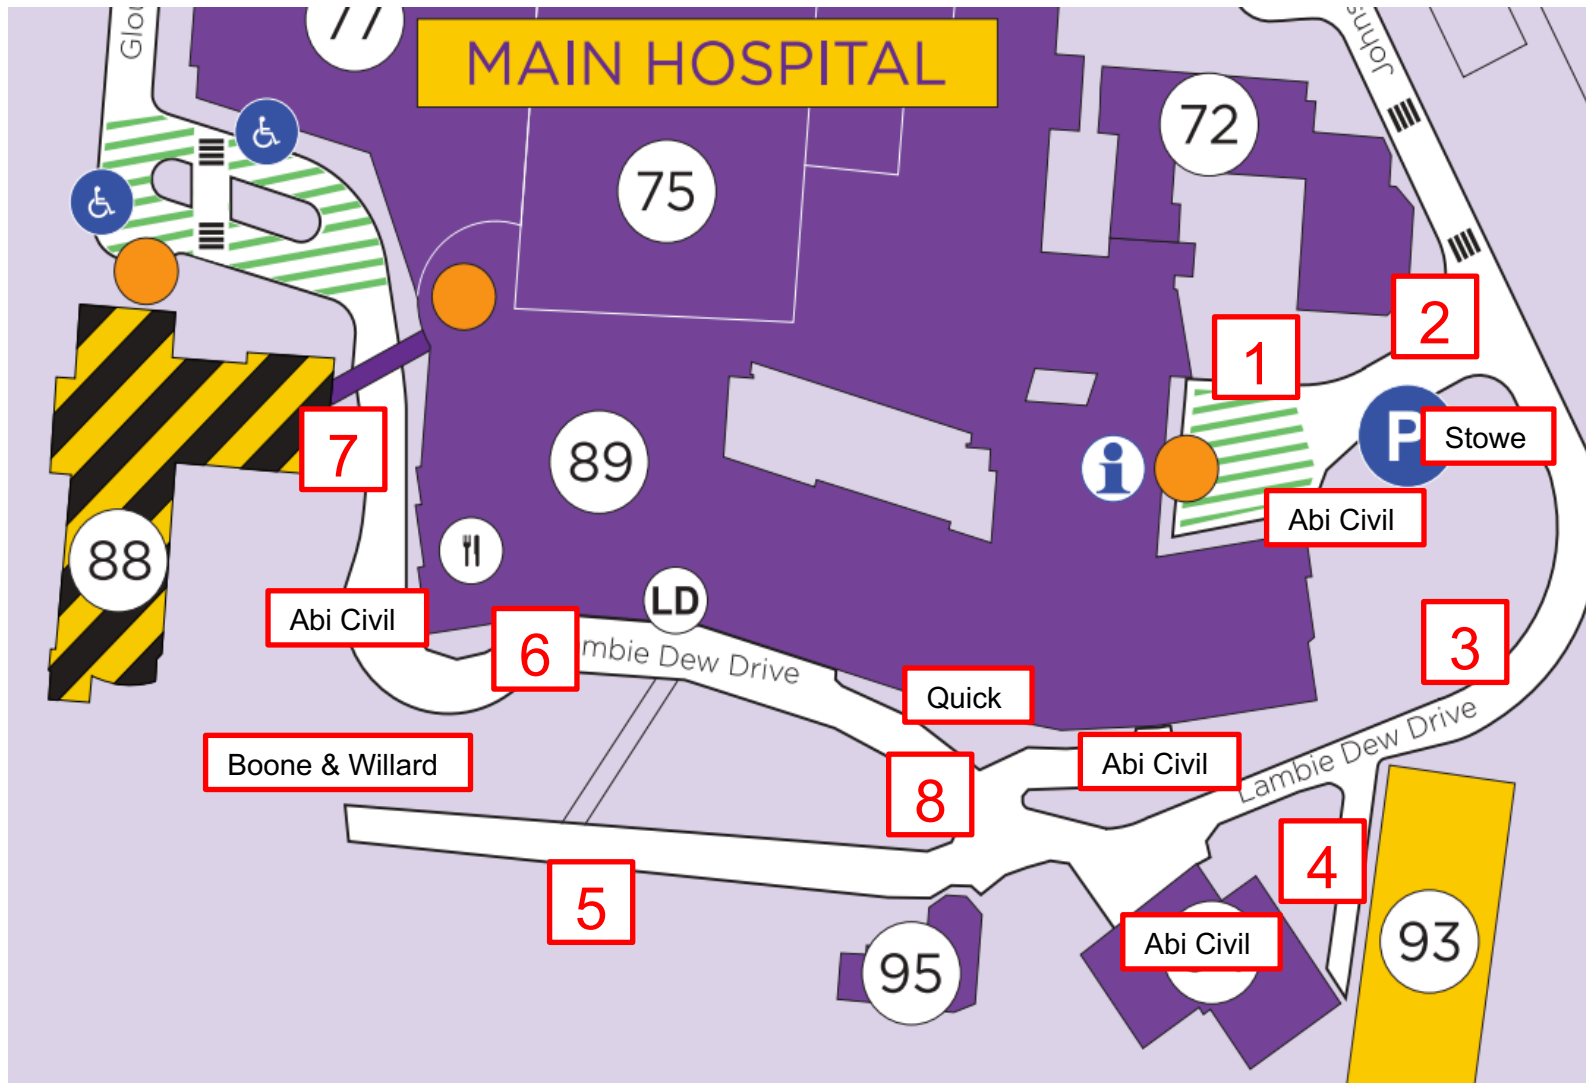 Glou
77
MAIN HOSPITAL
Johns
72
75
2
1
P
Stowe
7
89
i
Abi Civil
88
LD
Abi Civil
6
mbie Dew Drive
3
Quick
Boone & Willard
8
Abi Civil
Lambie Dew Drive
5
4
Abi Civil
95
93